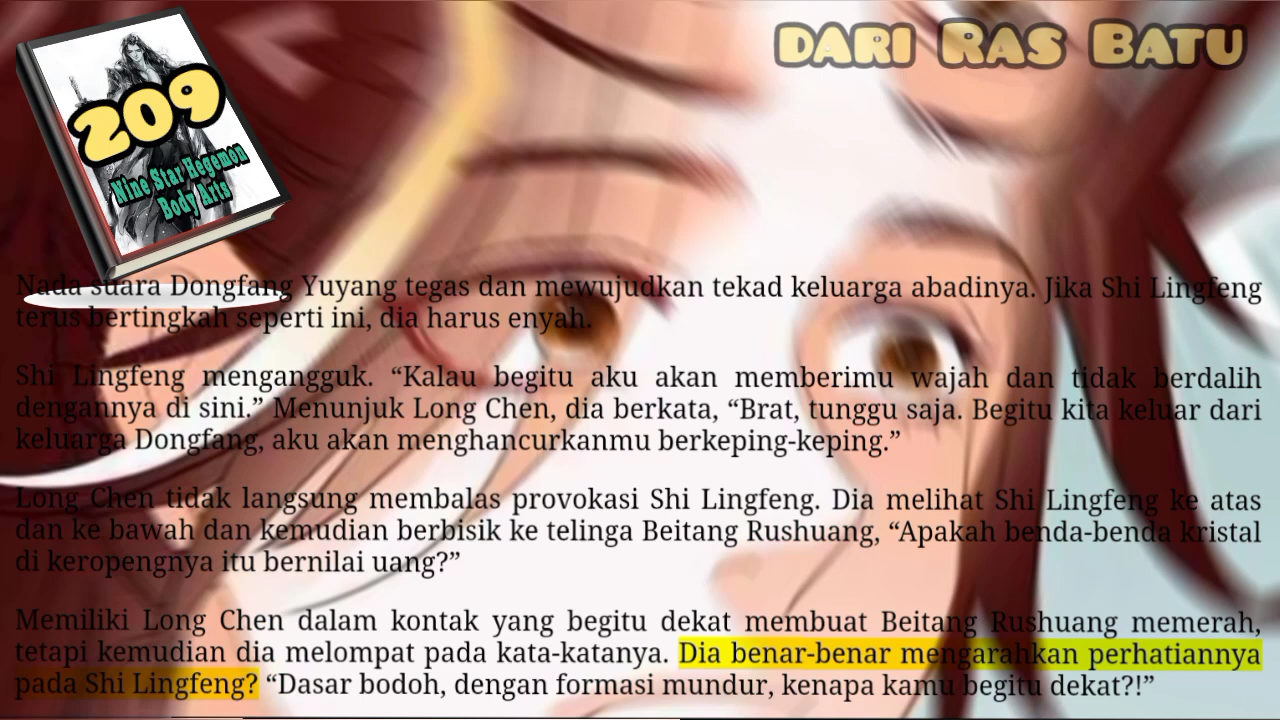 DARI RAS BATU
209
Nine Star Hegemon
Body Arts
Nada suara Dongfang Yuyang tegas dan mewujudkan tekad keluarga abadinya. Jika Shi Lingfeng
terus bertingkah seperti ini, dia harus enyah.
Shi Lingfeng mengangguk. “Kalau begitu aku akan memberimu wajah dan tidak berdalih
dengannya di sini.” Menunjuk Long Chen, dia berkata, “Brat, tunggu saja. Begitu kita keluar dari
keluarga Dongfang, aku akan menghancurkanmu berkeping-keping.”
Long Chen tidak langsung membalas provokasi Shi Lingfeng. Dia melihat Shi Lingfeng ke atas
dan ke bawah dan kemudian berbisik ke telinga Beitang Rushuang, “Apakah benda-benda kristal
di keropengnya itu bernilai uang?”
Memiliki Long Chen dalam kontak yang begitu dekat membuat Beitang Rushuang memerah,
tetapi kemudian dia melompat pada kata-katanya. Dia benar-benar mengarahkan perhatiannya
pada Shi Lingfeng? “Dasar bodoh, dengan formasi mundur, kenapa kamu begitu dekat?!”